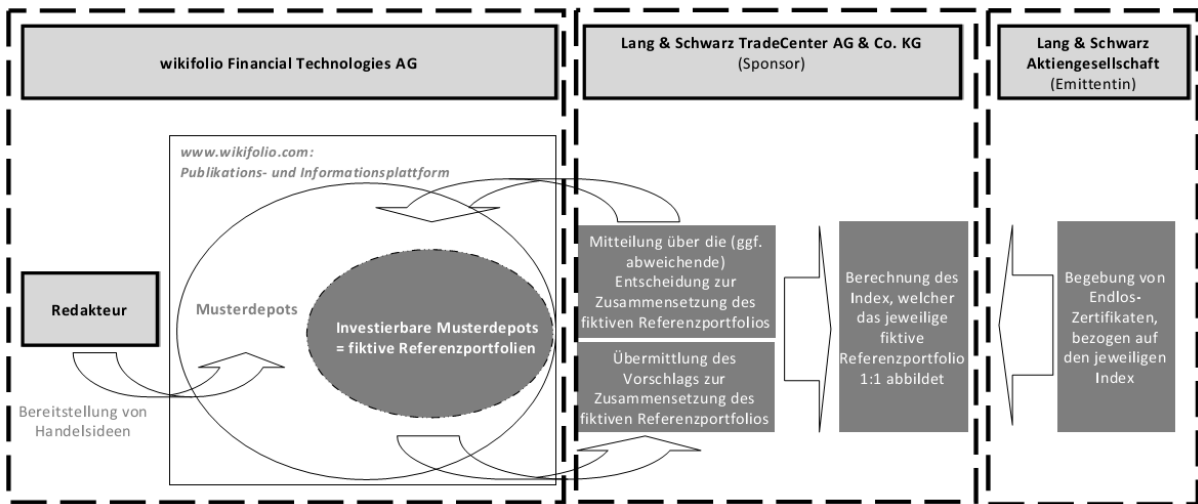 wikifolio Financial Technologies AG
Lang & Schwarz TradeCenter AG & Co. KG
(Sponsor)
Lang & Schwarz
Aktiengesellschaft
(Emittentin)
www.wikifolio.com:
Publikations- und Informationsplattform
Redakteur
Bereitstellung von
Handelsideen
Musterdepots
Investierbare Musterdepots
= fiktive Referenzportfolien
Mitteilung über die (ggf.
abweichende)
Entscheidung zur
Zusammensetzung des
fiktiven Referenzportfolios
Übermittlung des
Vorschlags zur
Zusammensetzung des
fiktiven Referenzportfolios
Berechnung des
Index, welcher
das jeweilige
fiktive
Referenzportfolio
1:1 abbildet
Begebung von
Endlos-
Zertifikaten,
bezogen auf
den jeweiligen
Index